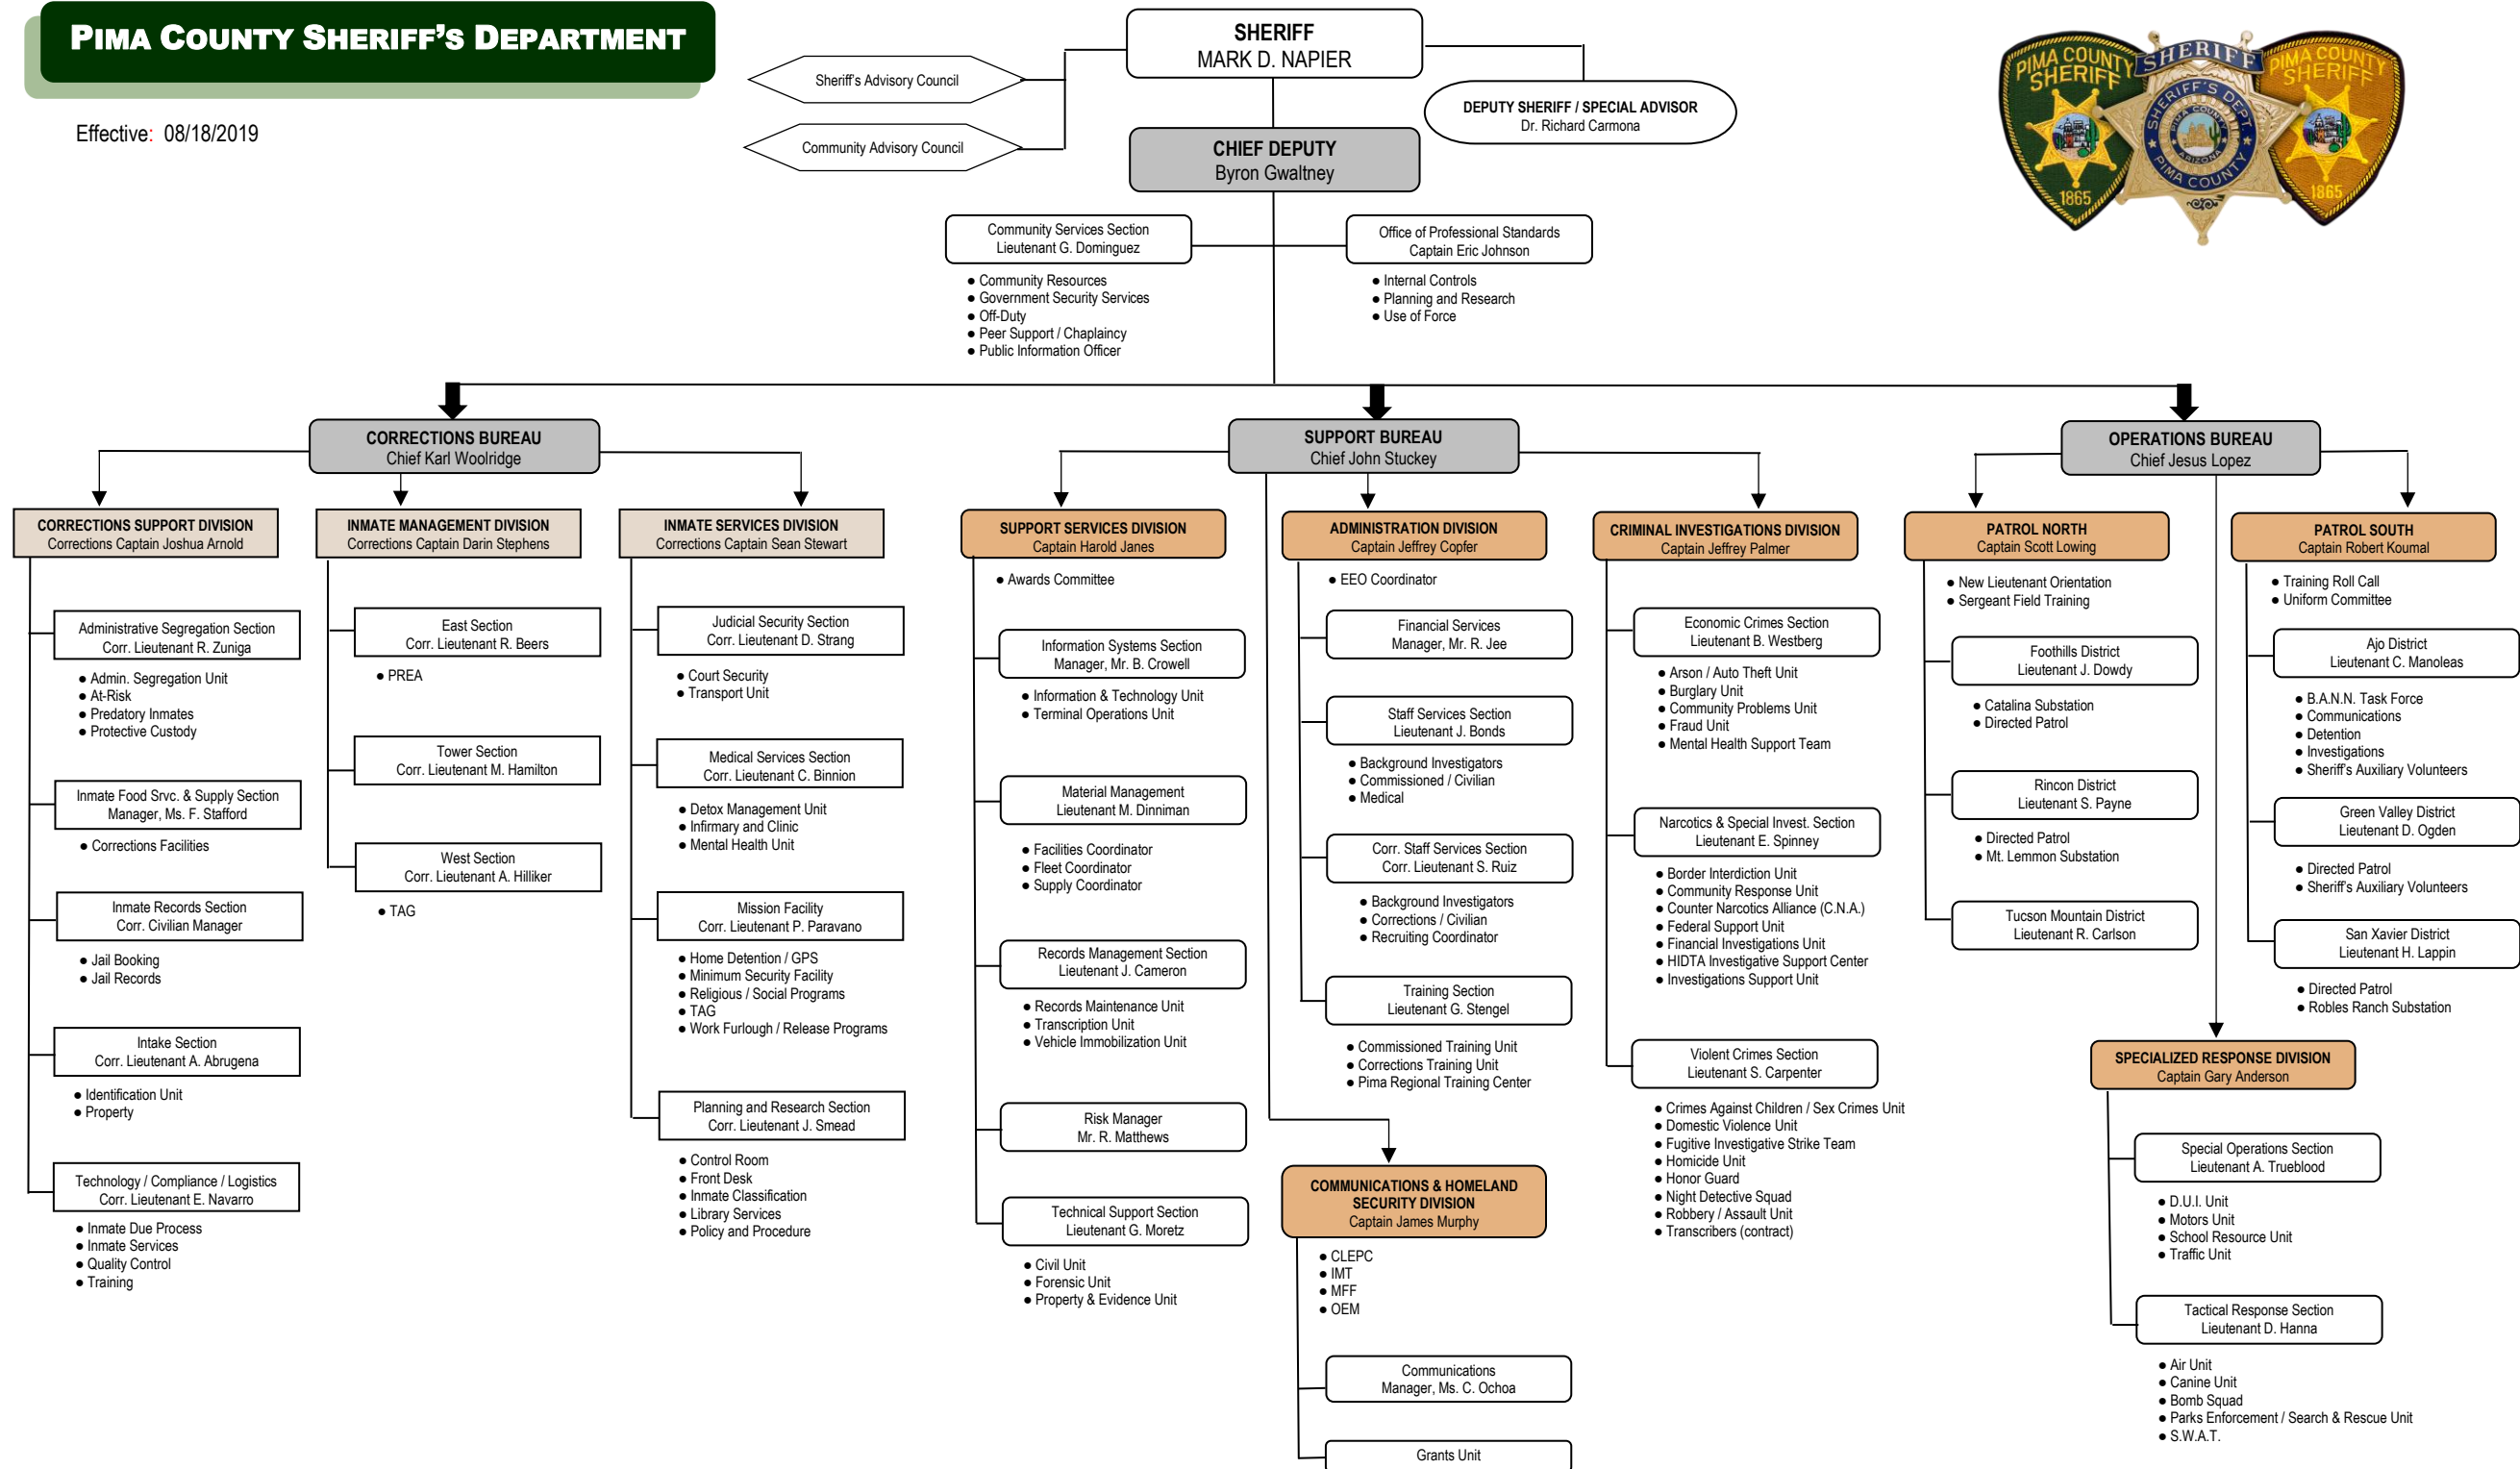 PIMA COUNTY SHERIFF'S DEPARTMENT
Effective: 08/18/2019
SHERIFF
MARK D. NAPIER
Sheriff's Advisory Council
Community Advisory Council
DEPUTY SHERIFF / SPECIAL ADVISOR
Dr. Richard Carmona
CHIEF DEPUTY
Byron Gwaltney
PIMA COUNTY
SHERIFF
1865
SHERIFF
SHERIFF'S DEPT
PIMA COUNTY
ARIZONA
PIMA COUNTY
SHERIFF
1865
Community Services Section
Lieutenant G. Dominguez
● Community Resources
● Government Security Services
● Off-Duty
● Peer Support / Chaplaincy
● Public Information Officer
Office of Professional Standards
Captain Eric Johnson
● Internal Controls
● Planning and Research
● Use of Force
CORRECTIONS BUREAU
Chief Karl Woolridge
CORRECTIONS SUPPORT DIVISION
Corrections Captain Joshua Arnold
Administrative Segregation Section
Corr. Lieutenant R. Zuniga
● Admin. Segregation Unit
● At-Risk
● Predatory Inmates
● Protective Custody
Inmate Food Srvc. & Supply Section
Manager, Ms. F. Stafford
● Corrections Facilities
Inmate Records Section
Corr. Civilian Manager
● Jail Booking
● Jail Records
Intake Section
Corr. Lieutenant A. Abrugena
● Identification Unit
● Property
Technology / Compliance / Logistics
Corr. Lieutenant E. Navarro
● Inmate Due Process
● Inmate Services
● Quality Control
● Training
INMATE MANAGEMENT DIVISION
Corrections Captain Darin Stephens
East Section
Corr. Lieutenant R. Beers
● PREA
Tower Section
Corr. Lieutenant M. Hamilton
West Section
Corr. Lieutenant A. Hilliker
● TAG
INMATE SERVICES DIVISION
Corrections Captain Sean Stewart
Judicial Security Section
Corr. Lieutenant D. Strang
● Court Security
● Transport Unit
Medical Services Section
Corr. Lieutenant C. Binnion
● Detox Management Unit
● Infirmary and Clinic
● Mental Health Unit
Mission Facility
Corr. Lieutenant P. Paravano
● Home Detention / GPS
● Minimum Security Facility
● Religious / Social Programs
● TAG
● Work Furlough / Release Programs
Planning and Research Section
Corr. Lieutenant J. Smead
● Control Room
● Front Desk
● Inmate Classification
● Library Services
● Policy and Procedure
SUPPORT BUREAU
Chief John Stuckey
SUPPORT SERVICES DIVISION
Captain Harold Janes
● Awards Committee
Information Systems Section
Manager, Mr. B. Crowell
● Information & Technology Unit
● Terminal Operations Unit
Material Management
Lieutenant M. Dinniman
● Facilities Coordinator
● Fleet Coordinator
● Supply Coordinator
Records Management Section
Lieutenant J. Cameron
● Records Maintenance Unit
● Transcription Unit
● Vehicle Immobilization Unit
Risk Manager
Mr. R. Matthews
Technical Support Section
Lieutenant G. Moretz
● Civil Unit
● Forensic Unit
● Property & Evidence Unit
ADMINISTRATION DIVISION
Captain Jeffrey Copfer
● EEO Coordinator
Financial Services
Manager, Mr. R. Jee
Staff Services Section
Lieutenant J. Bonds
● Background Investigators
● Commissioned / Civilian
● Medical
Corr. Staff Services Section
Corr. Lieutenant S. Ruiz
● Background Investigators
● Corrections / Civilian
● Recruiting Coordinator
Training Section
Lieutenant G. Stengel
● Commissioned Training Unit
● Corrections Training Unit
● Pima Regional Training Center
COMMUNICATIONS & HOMELAND
SECURITY DIVISION
Captain James Murphy
● CLEPC
● IMT
● MFF
● OEM
Communications
Manager, Ms. C. Ochoa
Grants Unit
CRIMINAL INVESTIGATIONS DIVISION
Captain Jeffrey Palmer
Economic Crimes Section
Lieutenant B. Westberg
● Arson / Auto Theft Unit
● Burglary Unit
● Community Problems Unit
● Fraud Unit
● Mental Health Support Team
Narcotics & Special Invest. Section
Lieutenant E. Spinney
● Border Interdiction Unit
● Community Response Unit
● Counter Narcotics Alliance (C.N.A.)
● Federal Support Unit
● Financial Investigations Unit
● HIDTA Investigative Support Center
● Investigations Support Unit
Violent Crimes Section
Lieutenant S. Carpenter
● Crimes Against Children / Sex Crimes Unit
● Domestic Violence Unit
● Fugitive Investigative Strike Team
● Homicide Unit
● Honor Guard
● Night Detective Squad
● Robbery / Assault Unit
● Transcribers (contract)
OPERATIONS BUREAU
Chief Jesus Lopez
PATROL NORTH
Captain Scott Lowing
● New Lieutenant Orientation
● Sergeant Field Training
Foothills District
Lieutenant J. Dowdy
● Catalina Substation
● Directed Patrol
Rincon District
Lieutenant S. Payne
● Directed Patrol
● Mt. Lemmon Substation
Tucson Mountain District
Lieutenant R. Carlson
PATROL SOUTH
Captain Robert Koumal
● Training Roll Call
● Uniform Committee
Ajo District
Lieutenant C. Manoleas
● B.A.N.N. Task Force
● Communications
● Detention
● Investigations
● Sheriff's Auxiliary Volunteers
Green Valley District
Lieutenant D. Ogden
● Directed Patrol
● Sheriff's Auxiliary Volunteers
San Xavier District
Lieutenant H. Lappin
● Directed Patrol
● Robles Ranch Substation
SPECIALIZED RESPONSE DIVISION
Captain Gary Anderson
Special Operations Section
Lieutenant A. Trueblood
● D.U.I. Unit
● Motors Unit
● School Resource Unit
● Traffic Unit
Tactical Response Section
Lieutenant D. Hanna
● Air Unit
● Canine Unit
● Bomb Squad
● Parks Enforcement / Search & Rescue Unit
● S.W.A.T.